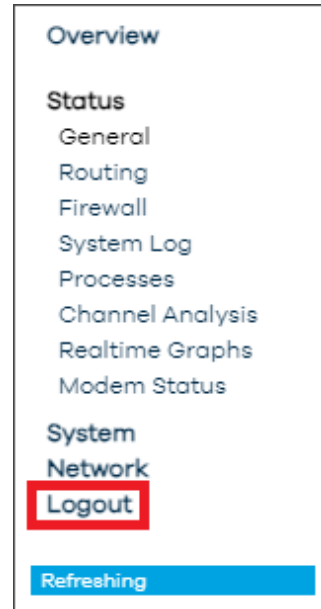 Overview
Status
General
Routing
Firewall
System Log
Processes
Channel Analysis
Realtime Graphs
Modem Status
System
Network
Logout
Refreshing